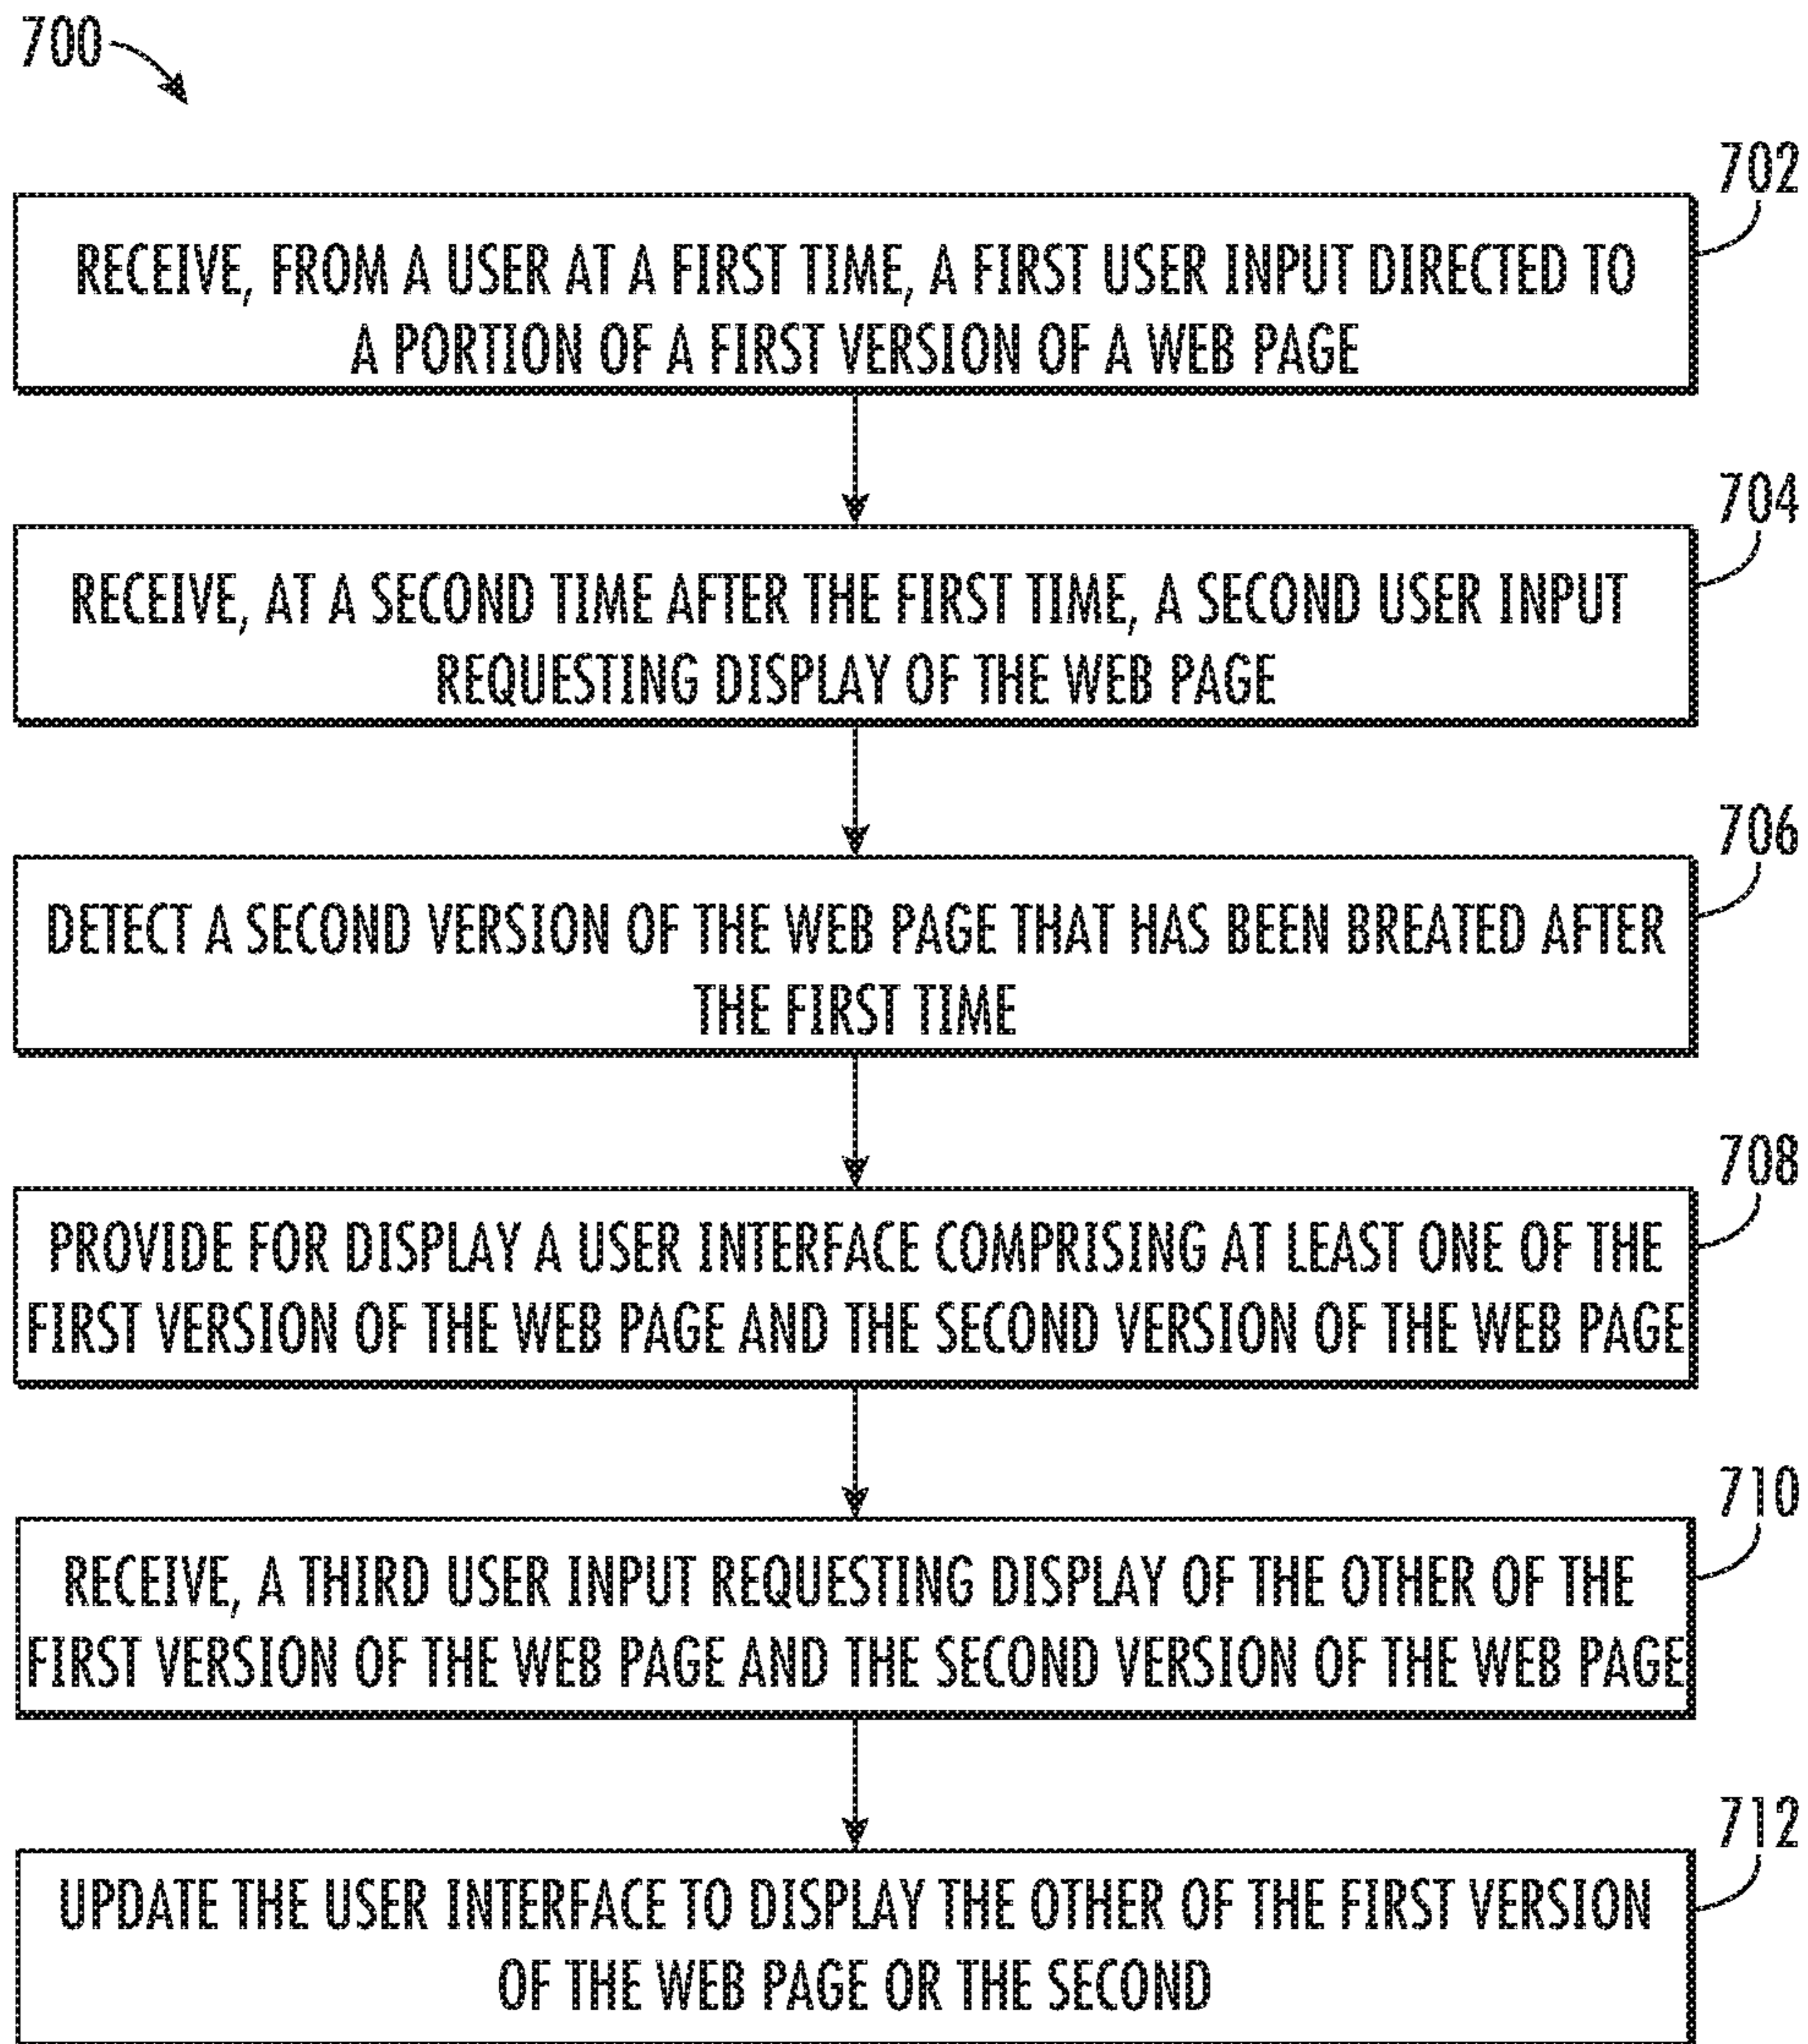 700
702
RECEIVE, FROM A USER AT A FIRST TIME, A FIRST USER INPUT DIRECTED TO
A PORTION OF A FIRST VERSION OF A WEB PAGE
704
RECEIVE, AT A SECOND TIME AFTER THE FIRST TIME, A SECOND USER INPUT
REQUESTING DISPLAY OF THE WEB PAGE
706
DETECT A SECOND VERSION OF THE WEB PAGE THAT HAS BEEN BREATED AFTER
THE FIRST TIME
708
PROVIDE FOR DISPLAY A USER INTERFACE COMPRISING AT LEAST ONE OF THE
FIRST VERSION OF THE WEB PAGE AND THE SECOND VERSION OF THE WEB PAGE
710
RECEIVE, A THIRD USER INPUT REQUESTING DISPLAY OF THE OTHER OF THE
FIRST VERSION OF THE WEB PAGE AND THE SECOND VERSION OF THE WEB PAGE
712
UPDATE THE USER INTERFACE TO DISPLAY THE OTHER OF THE FIRST VERSION
OF THE WEB PAGE OR THE SECOND